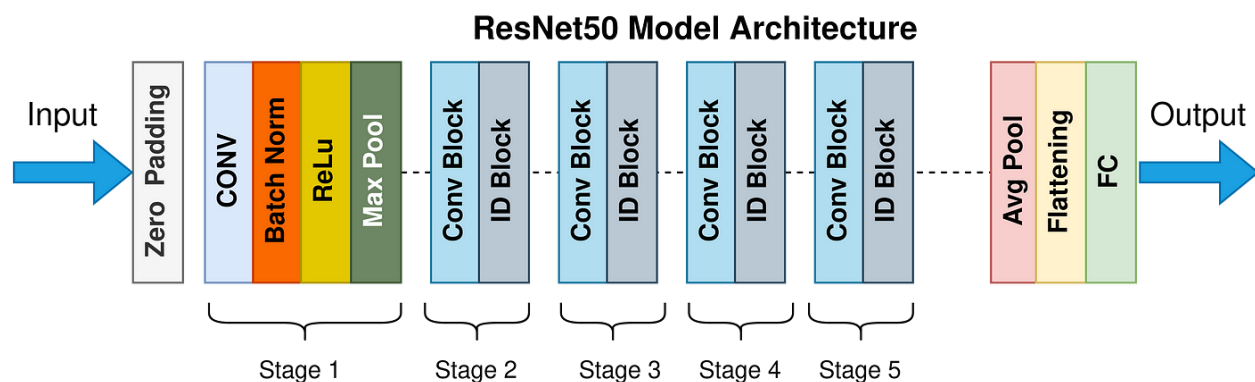 ResNet50 Model Architecture
Input
Zero Padding
CONV
Batch Norm
ReLu
Max Pool
Conv Block
ID Block
Conv Block
ID Block
Conv Block
ID Block
Conv Block
ID Block
Avg Pool
Flattening
FC
Output
Stage 1
Stage 2
Stage 3
Stage 4
Stage 5